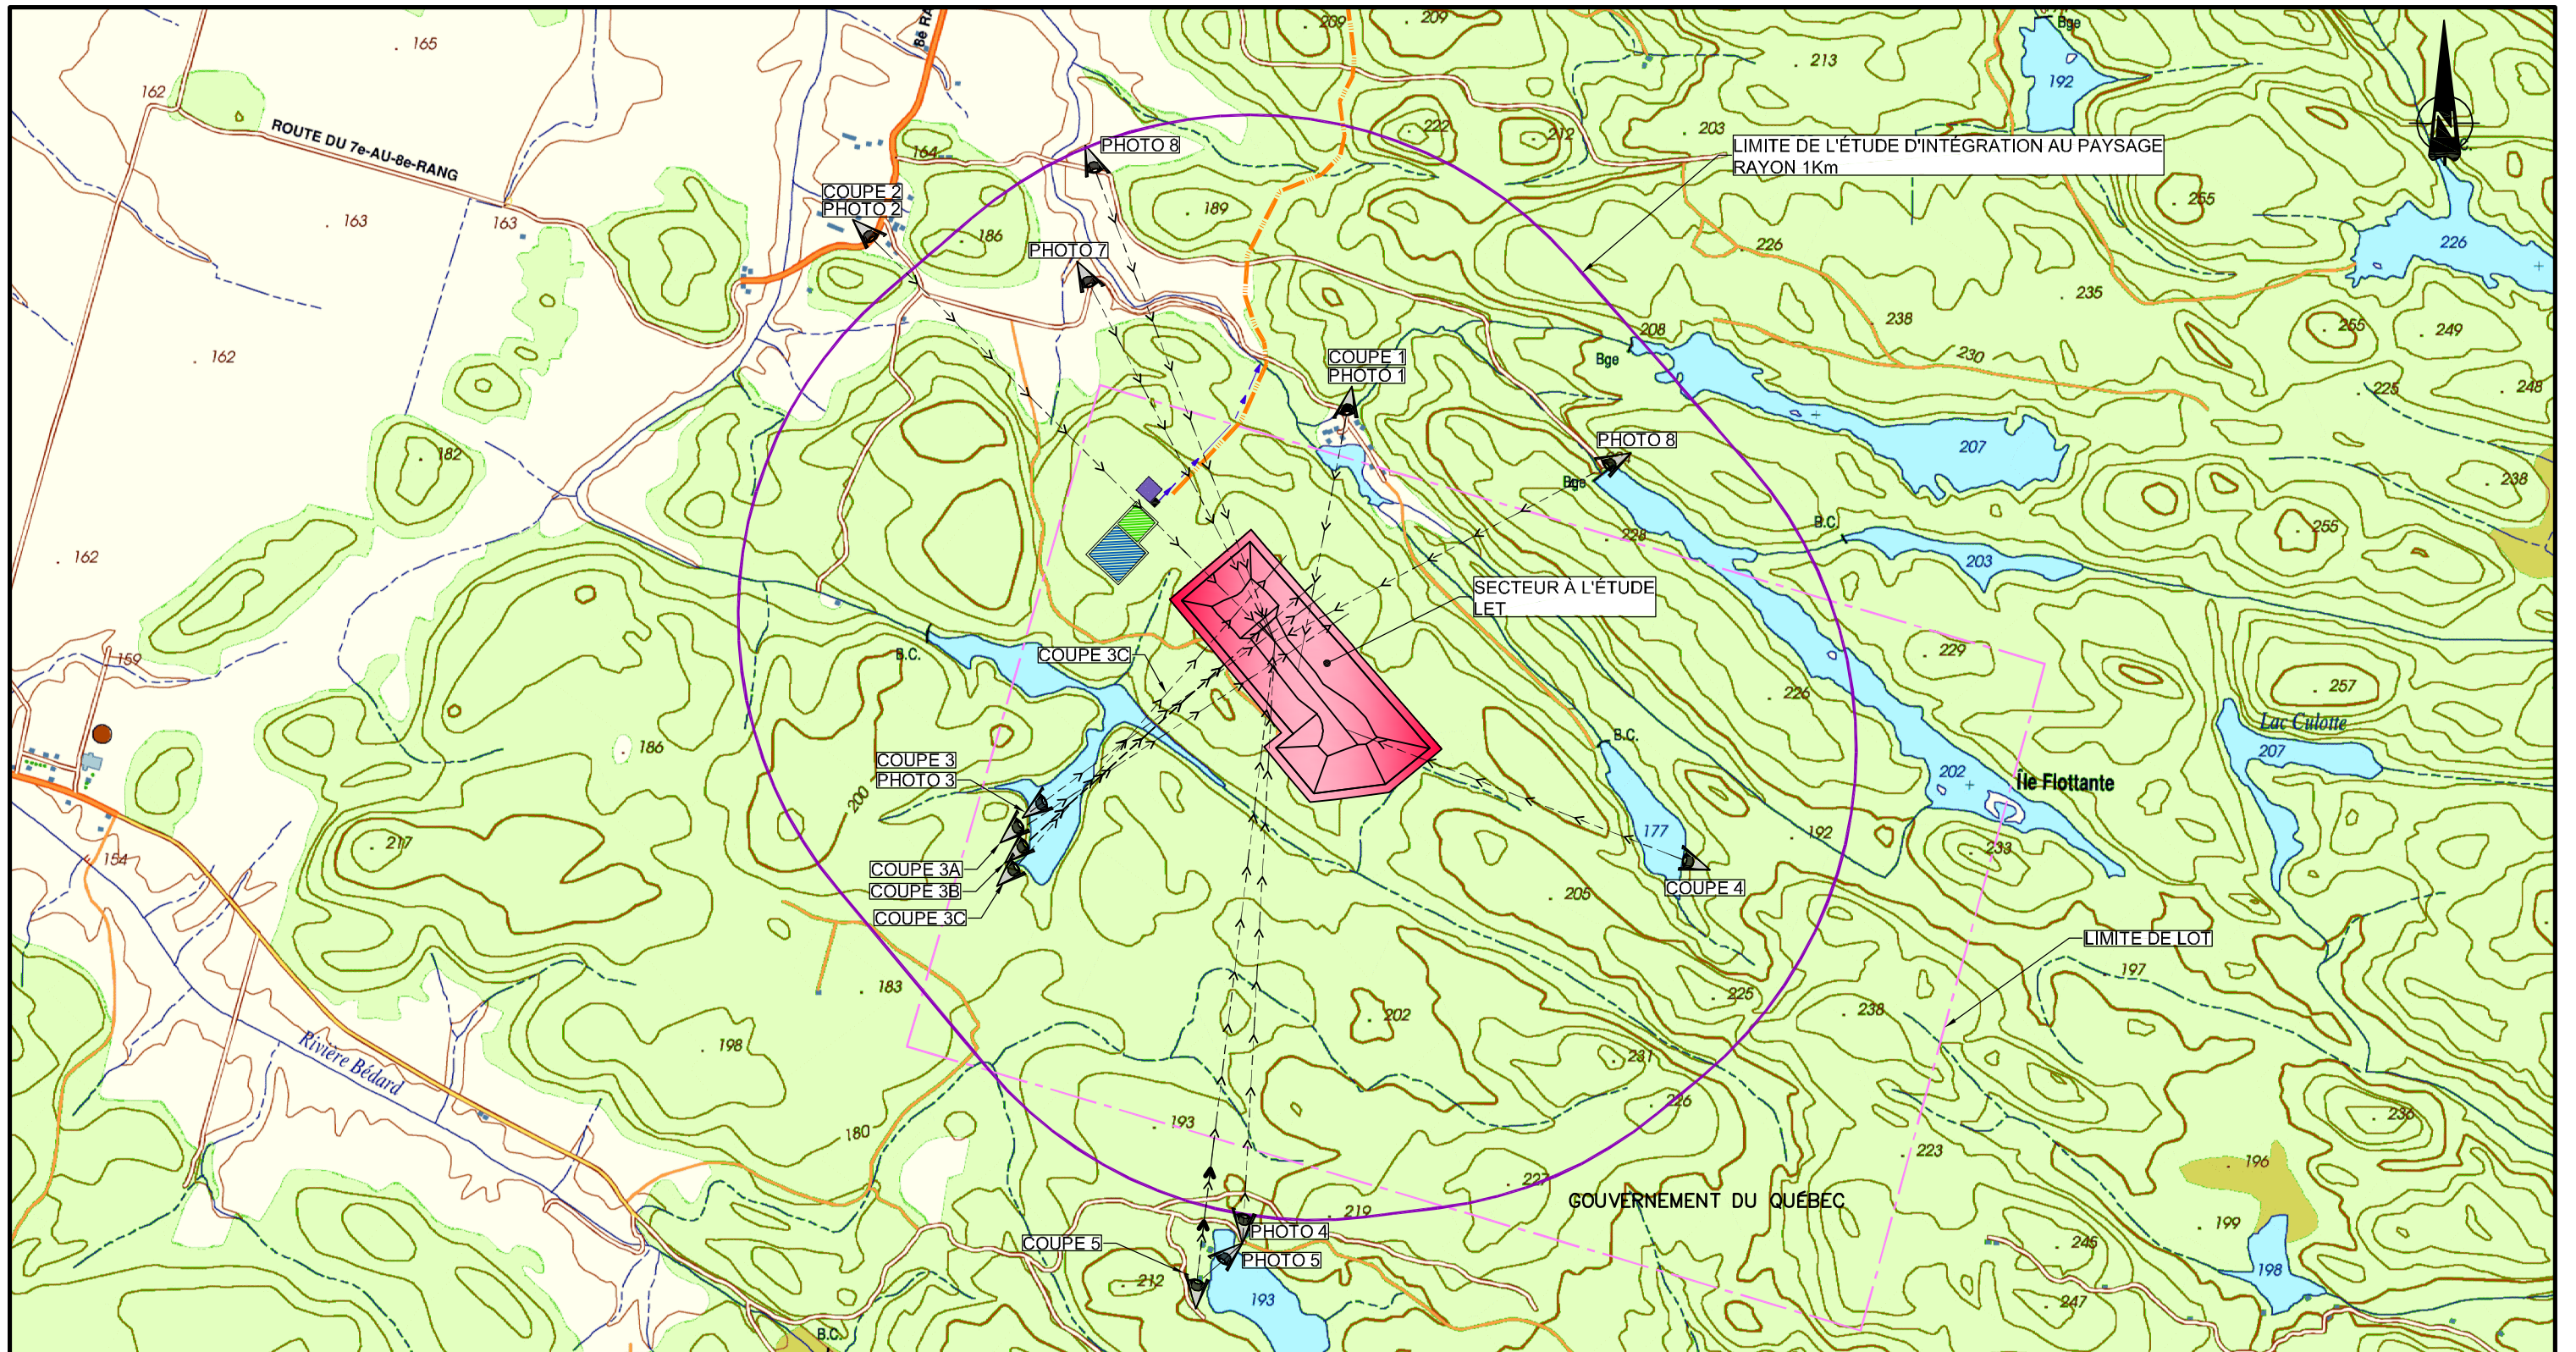 209
209
Bge
8e RA
165
213
192
162
222
212
203
ROUTE DU 7e-AU-8e-RANG
164
PHOTO 8
LIMITE DE L'ÉTUDE D'INTÉGRATION AU PAYSAGE
RAYON 1Km
N
COUPE 2
PHOTO 2
163
163
186
189
255
PHOTO 7
226
226
235
238
208
255
249
162
Bge
230
COUPE 1
PHOTO 1
225
248
182
PHOTO 8
207
Bge
238
B.C.
255
162
228
203
SECTEUR À L'ÉTUDE
LET
159
B.C.
COUPE 3C
229
257
226
Lac Culotte
186
B.C.
207
COUPE 3
PHOTO 3
200
202
Île Flottante
217
177
192
154
233
COUPE 3A
COUPE 3B
COUPE 4
205
COUPE 3C
LIMITE DE LOT
183
197
225
202
238
198
231
Rivière Bédard
226
236
193
180
223
196
227
GOUVERNEMENT DU QUÉBEC
219
199
PHOTO 4
COUPE 5
245
PHOTO 5
198
212
193
247
B.C.